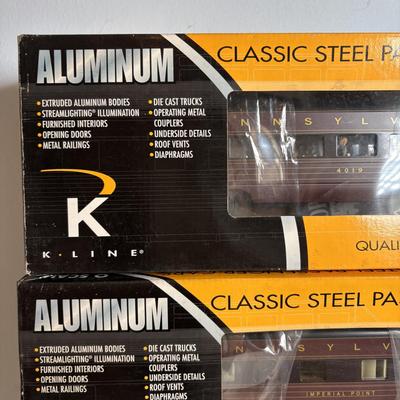 ALUMINUM
CLASSIC STEEL PA
• EXTRUDED ALUMINUM BODIES
• STREAMLIGHTING® ILLUMINATION
• FURNISHED INTERIORS
• OPENING DOORS
• METAL RAILINGS
• DIE CAST TRUCKS
• OPERATING METAL
COUPLERS
• UNDERSIDE DETAILS
• ROOF VENTS
• DIAPHRAGMS
NNSYLV
4019
K
K·LINE®
QUALI
ALUMINUM
CLASSIC STEEL PAS
• EXTRUDED ALUMINUM BODIES
• STREAMLIGHTING® ILLUMINATION
• FURNISHED INTERIORS
• OPENING DOORS
• METAL RAILINGS
• DIE CAST TRUCKS
• OPERATING METAL
COUPLERS
• UNDERSIDE DETAILS
• ROOF VENTS
• DIAPHRAGMS
NSYLV
IMPERIAL POINT